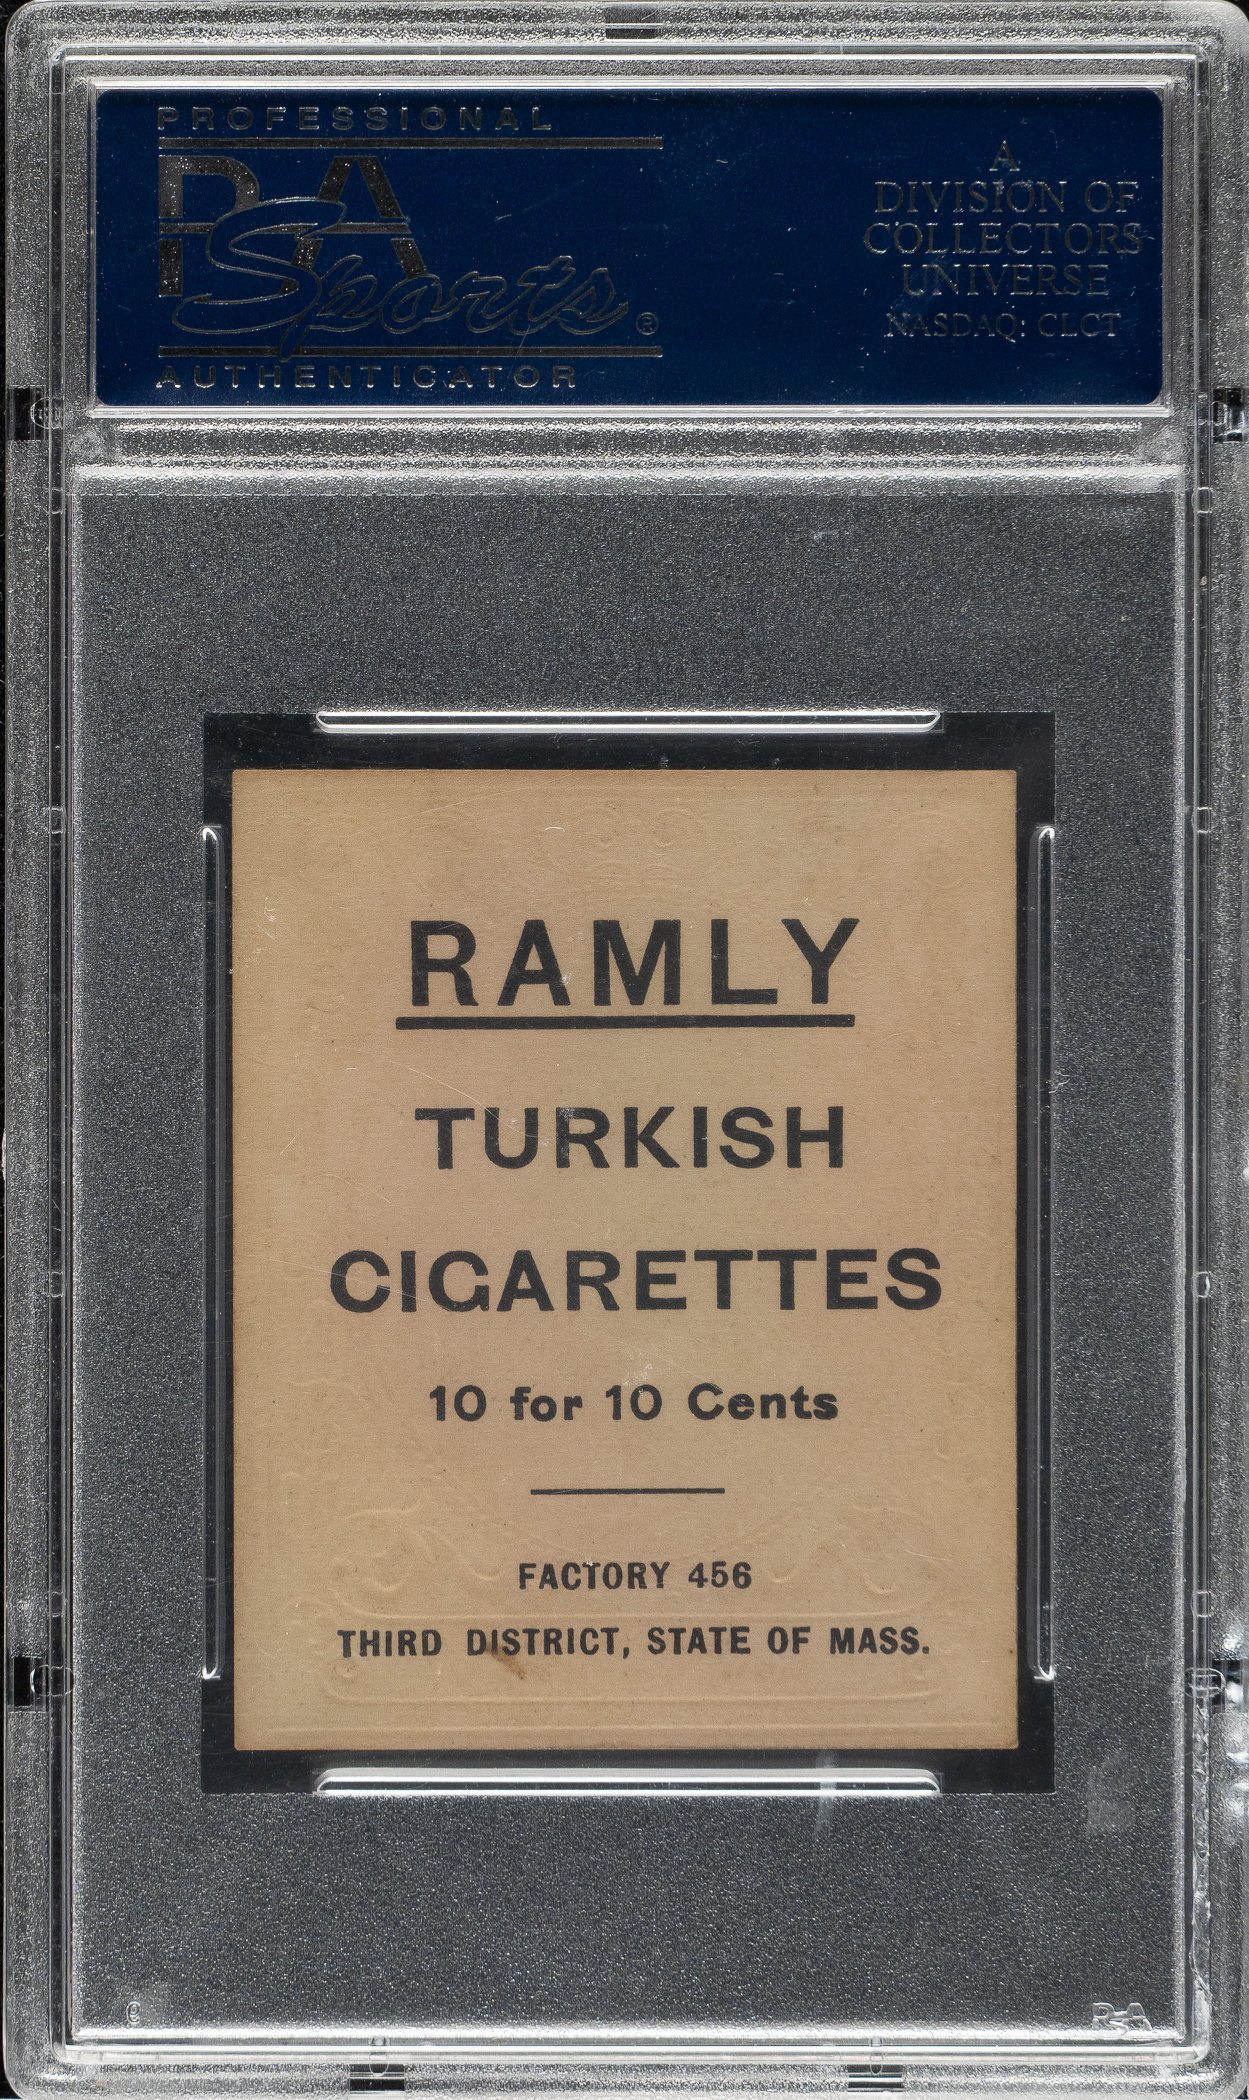 PROFESSIONAL
PSA
Sports®
AUTHENTICATOR
A
DIVISION OF
COLLECTORS
UNIVERSE
NASDAQ: CLCT
RAMLY
TURKISH
CIGARETTES
10 for 10 Cents
FACTORY 456
THIRD DISTRICT, STATE OF MASS.
PSA